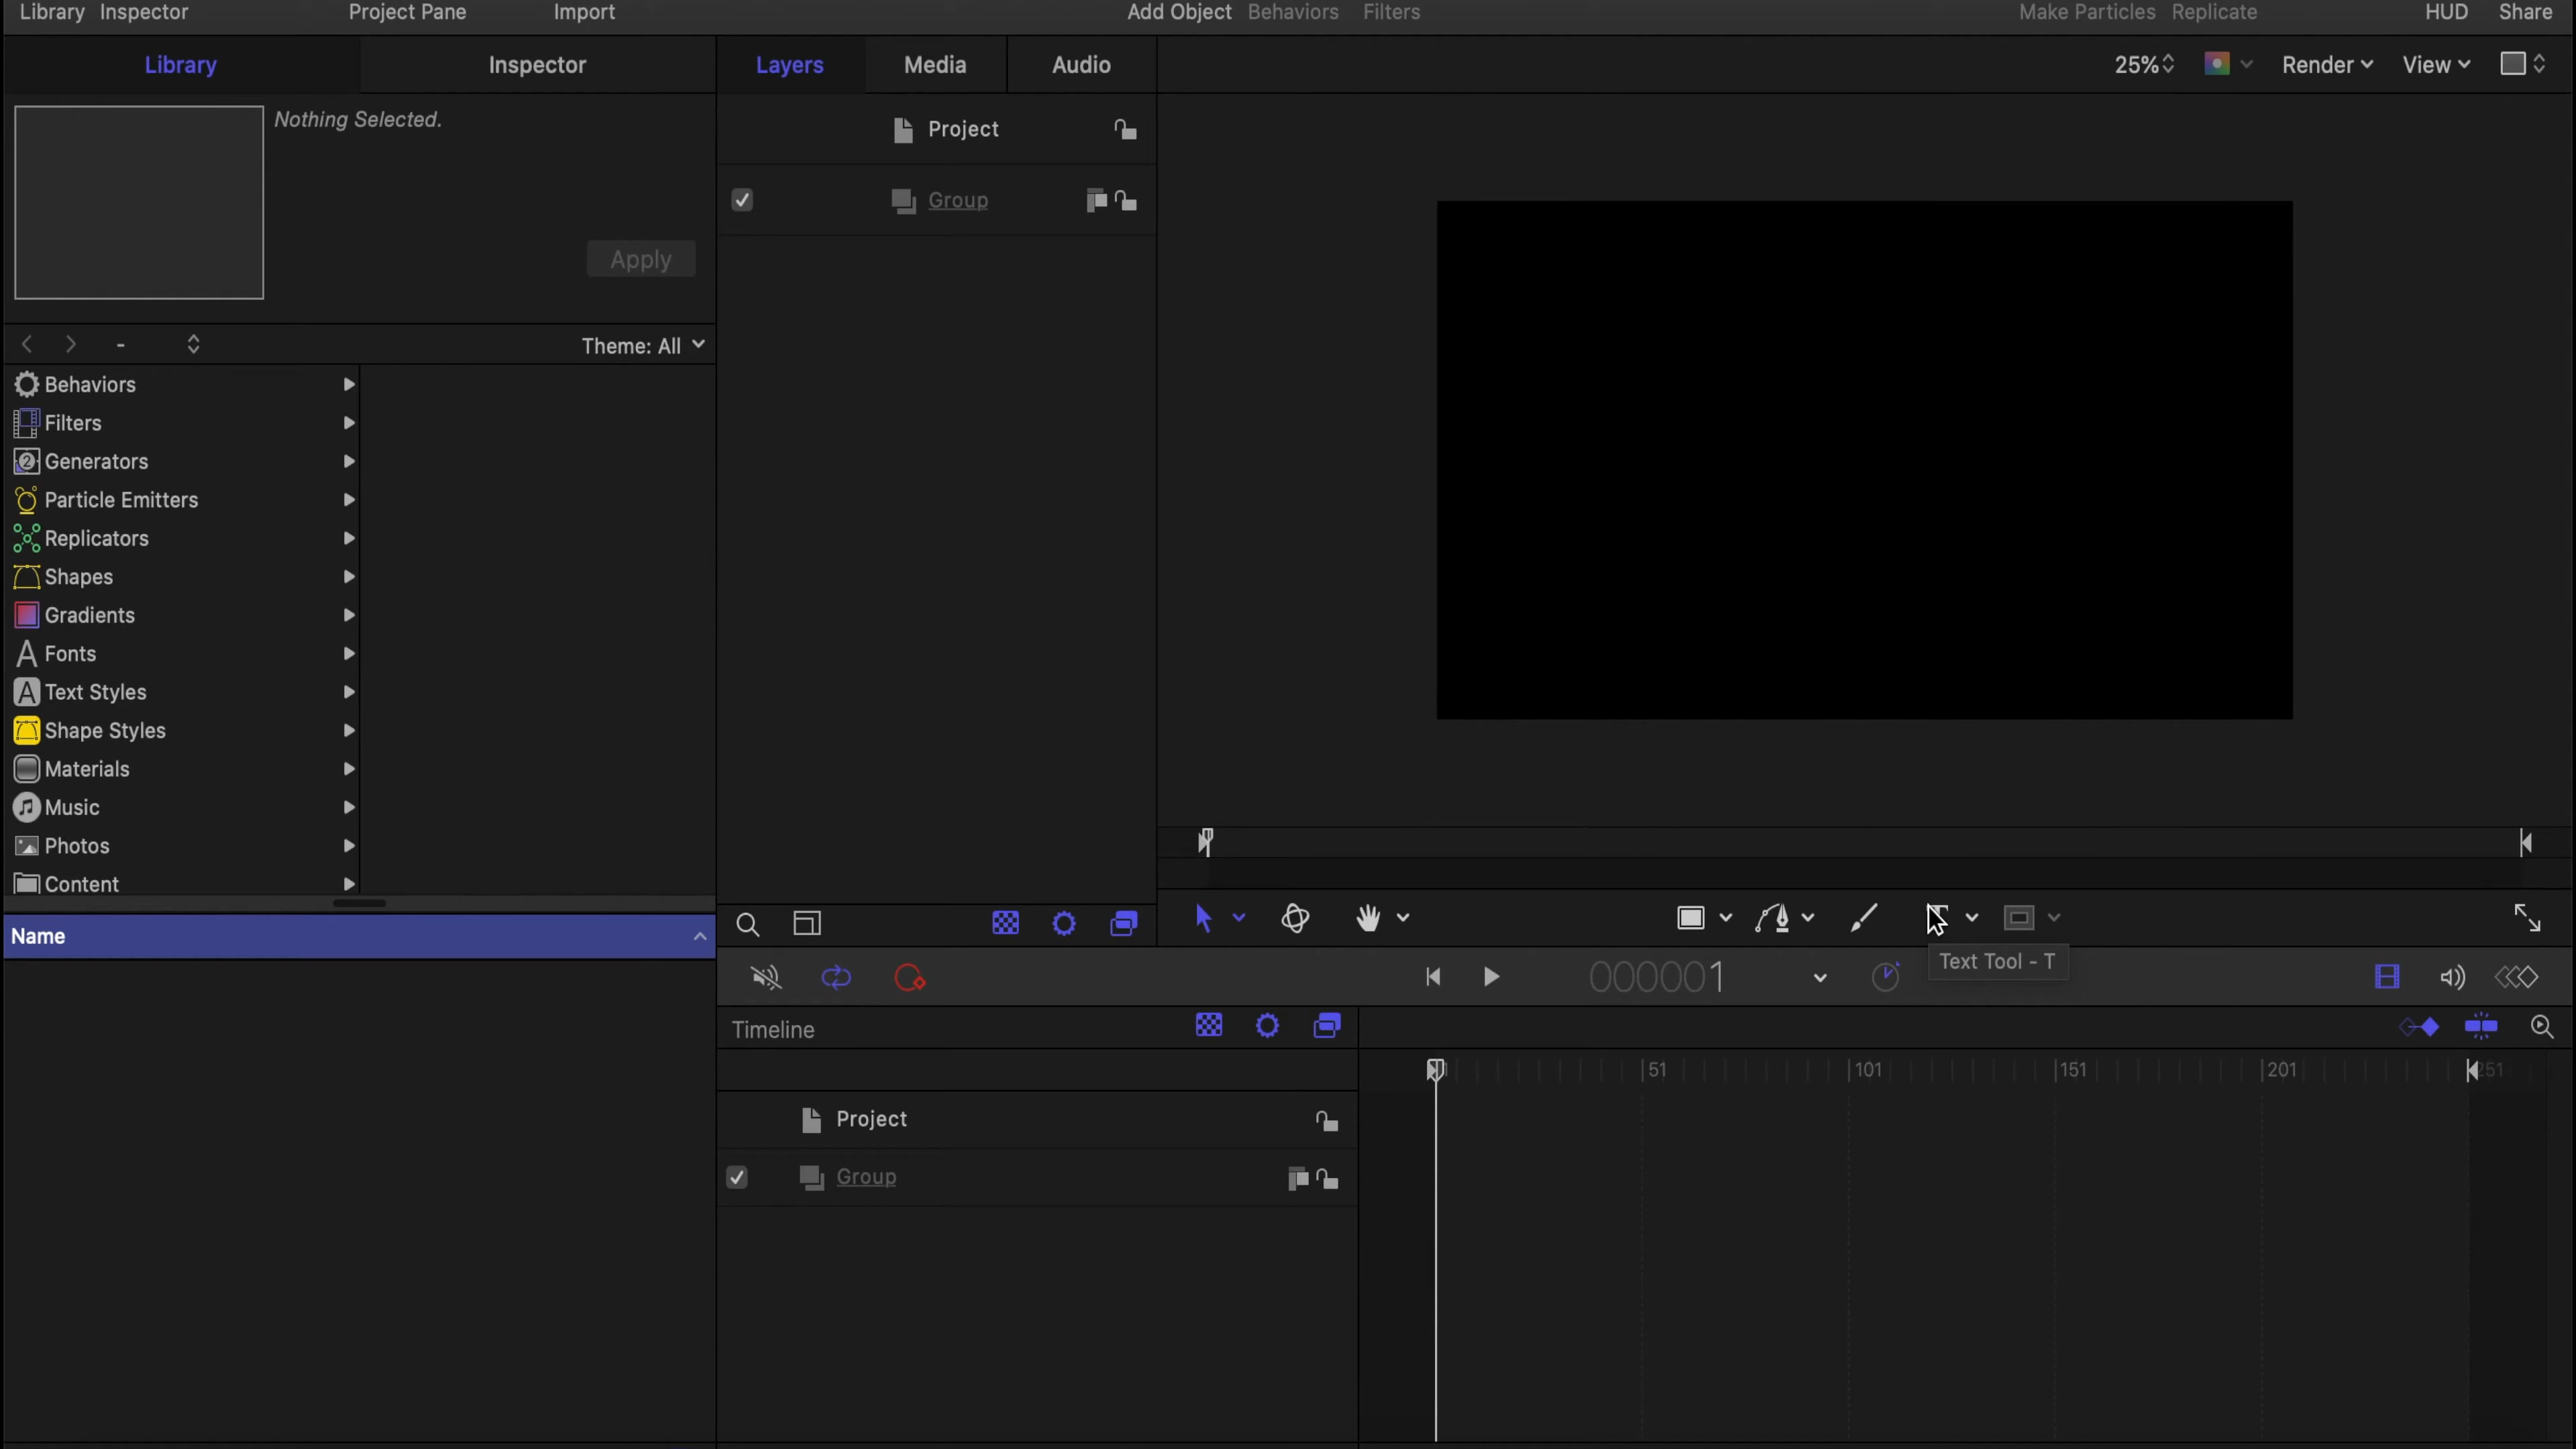 Library Inspector Project Pane Import Add Object Behaviors Filters Make Particles Replicate HUD Share
Library Inspector Layers Media Audio 25% Render View
Nothing Selected.
Project
Group
Apply
- Theme: All
Behaviors
Filters
Generators
Particle Emitters
Replicators
Shapes
Gradients
Fonts
Text Styles
Shape Styles
Materials
Music
Photos
Content
Name
Text Tool - T
000001
Timeline
51 101 151 201 251
Project
Group